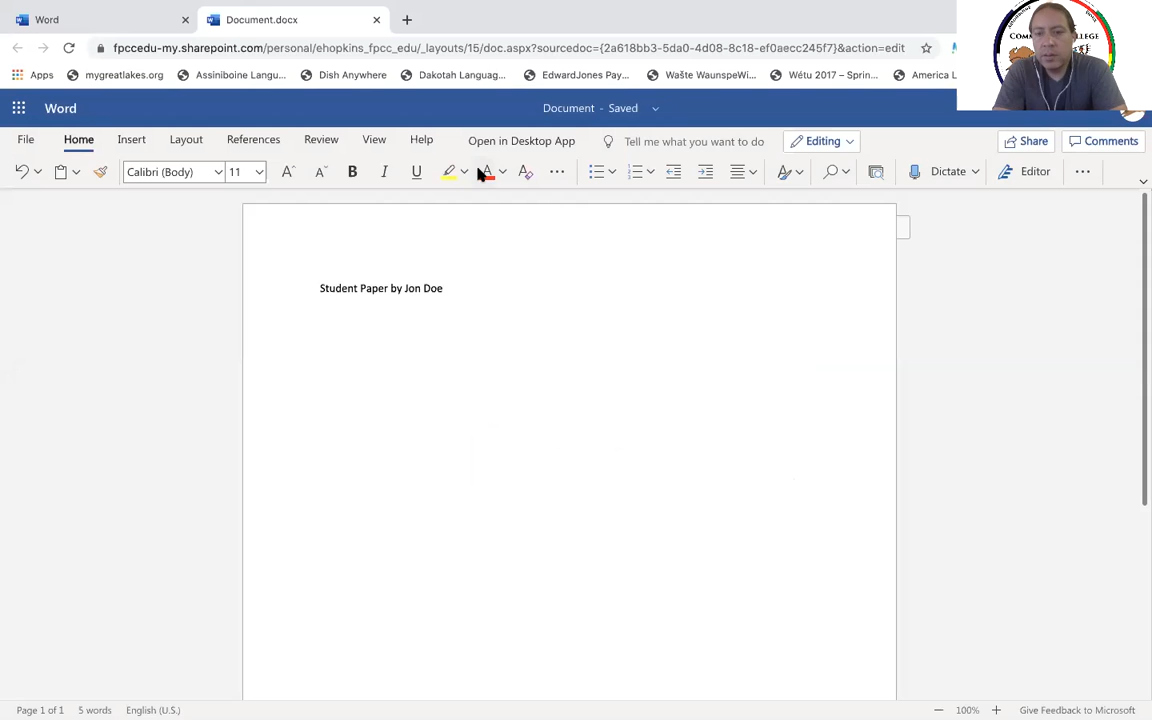 Word
Document.docx
fpccedu-my.sharepoint.com/personal/ehopkins_fpcc_edu/_layouts/15/doc.aspx?sourcedoc={2a618bb3-5da0-4d08-8c18-ef0aecc245f7}&action=edit
Apps mygreatlakes.org Assiniboine Langu... Dish Anywhere Dakotah Languag... EdwardJones Pay... Wašte WaunspeWi... Wétu 2017 – Sprin... America L
Word Document - Saved
File Home Insert Layout References Review View Help Open in Desktop App Tell me what you want to do Editing Share Comments
Calibri (Body) 11 B I U A Dictate Editor
Student Paper by Jon Doe
Page 1 of 1 5 words English (U.S.) 100% Give Feedback to Microsoft